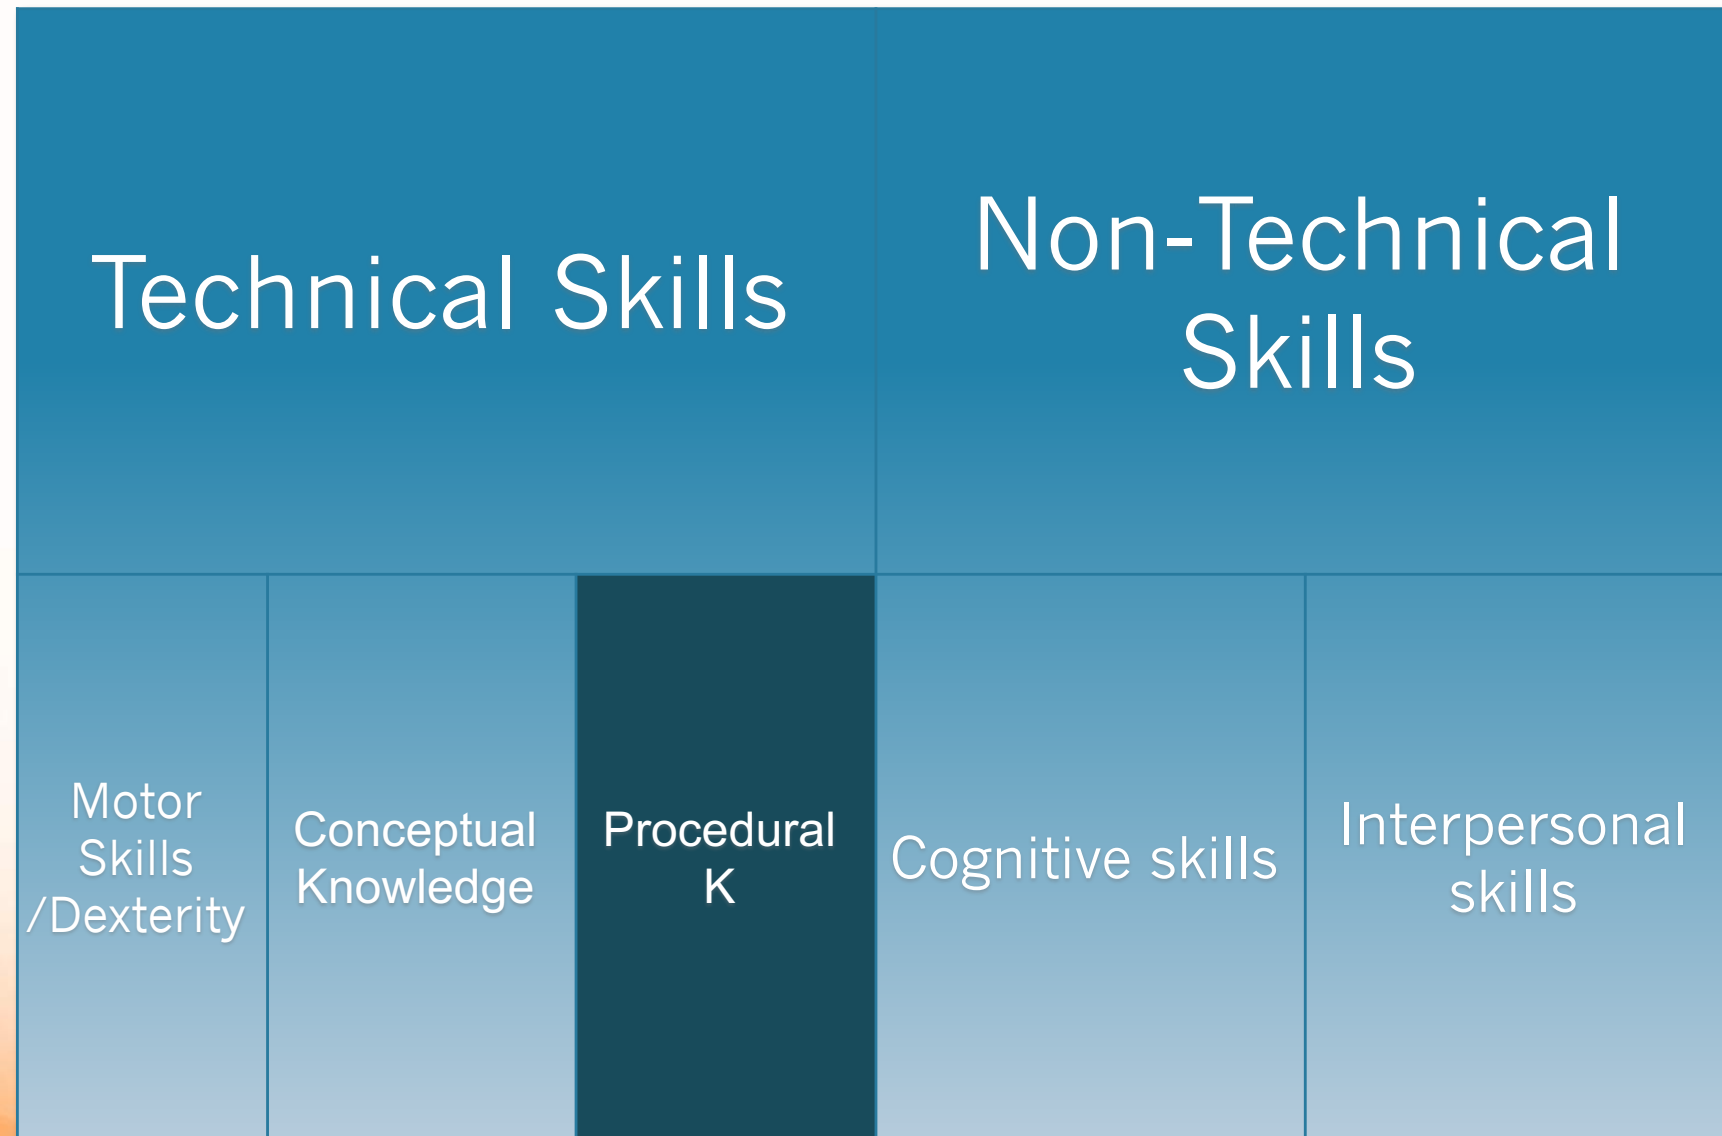 Technical Skills
Non-Technical
Skills
Motor
Skills
/Dexterity
Conceptual
Knowledge
Procedural
K
Cognitive skills
Interpersonal
skills